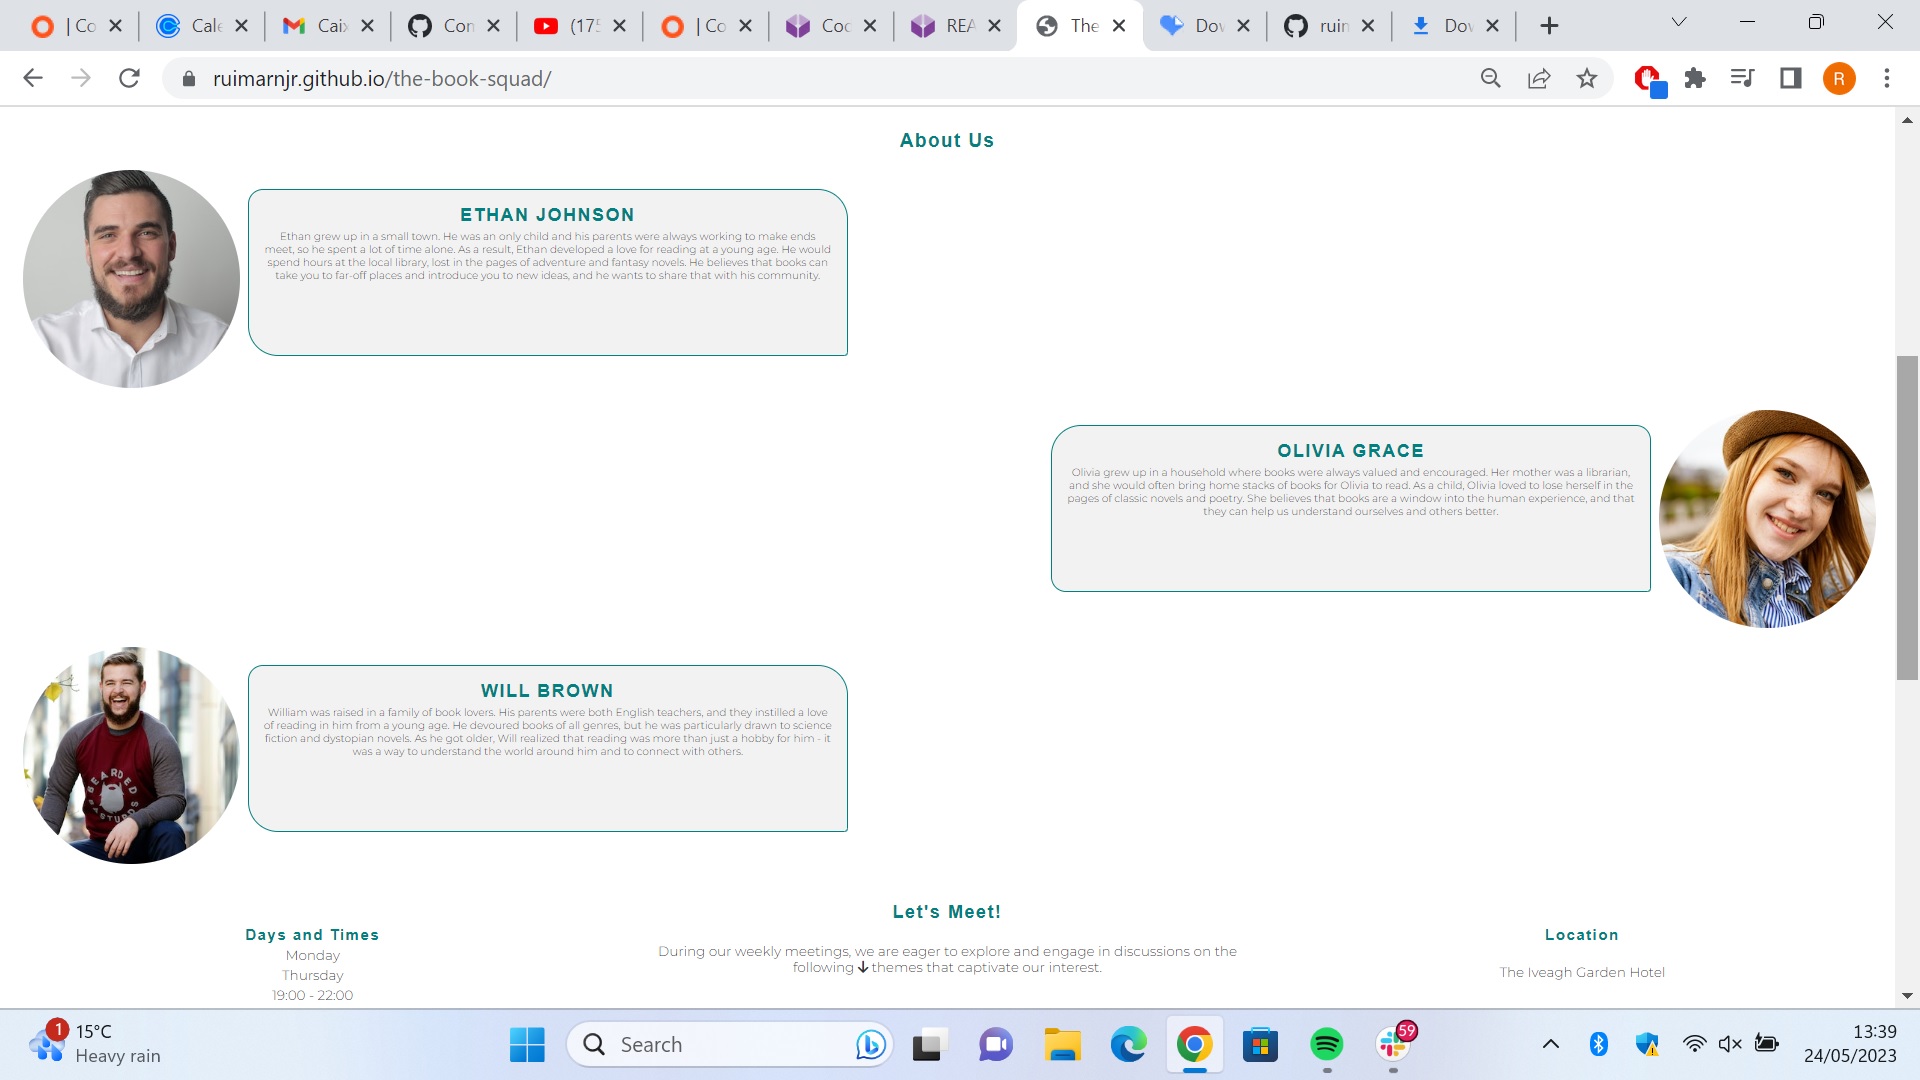 | Co
Cale
Caix
Con
(175
| Co
Coc
REA
The
Dov
ruim
Dov
ruimarnjr.github.io/the-book-squad/
R
About Us
ETHAN JOHNSON
Ethan grew up in a small town. He was an only child and his parents were always working to make ends
meet, so he spent a lot of time alone. As a result, Ethan developed a love for reading at a young age. He would
spend hours at the local library, lost in the pages of adventure and fantasy novels. He believes that books can
take you to far-off places and introduce you to new ideas, and he wants to share that with his community.
OLIVIA GRACE
Olivia grew up in a household where books were always valued and encouraged. Her mother was a librarian,
and she would often bring home stacks of books for Olivia to read. As a child, Olivia loved to lose herself in the
pages of classic novels and poetry. She believes that books are a window into the human experience, and that
they can help us understand ourselves and others better.
WILL BROWN
William was raised in a family of book lovers. His parents were both English teachers, and they instilled a love
of reading in him from a young age. He devoured books of all genres, but he was particularly drawn to science
fiction and dystopian novels. As he got older, Will realized that reading was more than just a hobby for him - it
was a way to understand the world around him and to connect with others.
BEARDED
Let's Meet!
Days and Times
Monday
Thursday
19:00 - 22:00
During our weekly meetings, we are eager to explore and engage in discussions on the
following ↓ themes that captivate our interest.
Location
The Iveagh Garden Hotel
1
15°C
Heavy rain
Search
59
13:39
24/05/2023